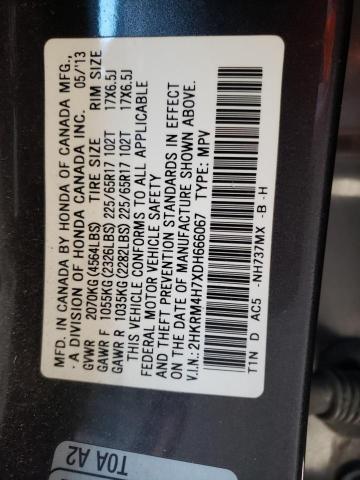 MFD. IN CANADA BY HONDA OF CANADA MFG.,
- A DIVISION OF HONDA CANADA INC. 05/13
GVWR 2070KG(4564LBS) TIRE SIZE RIM SIZE
GAWR F 1055KG(2326LBS) 225/65R17 102T 17X6.5J
GAWR R 1035KG(2282LBS) 225/65R17 102T 17X6.5J
THIS VEHICLE CONFORMS TO ALL APPLICABLE
FEDERAL MOTOR VEHICLE SAFETY
AND THEFT PREVENTION STANDARDS IN EFFECT
ON THE DATE OF MANUFACTURE SHOWN ABOVE.
V.I.N.: 2HKRM4H7XDH666067 TYPE: MPV
T1N D AC5 -NH737MX -B -H
T0A A2